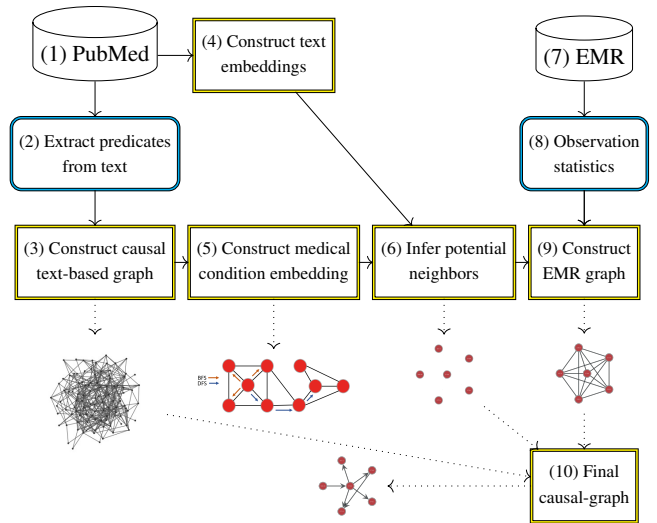 (1) PubMed
(4) Construct text
embeddings
(7) EMR
(2) Extract predicates
from text
(8) Observation
statistics
(3) Construct causal
text-based graph
(5) Construct medical
condition embedding
(6) Infer potential
neighbors
(9) Construct
EMR graph
BFS
DFS
(10) Final
causal-graph